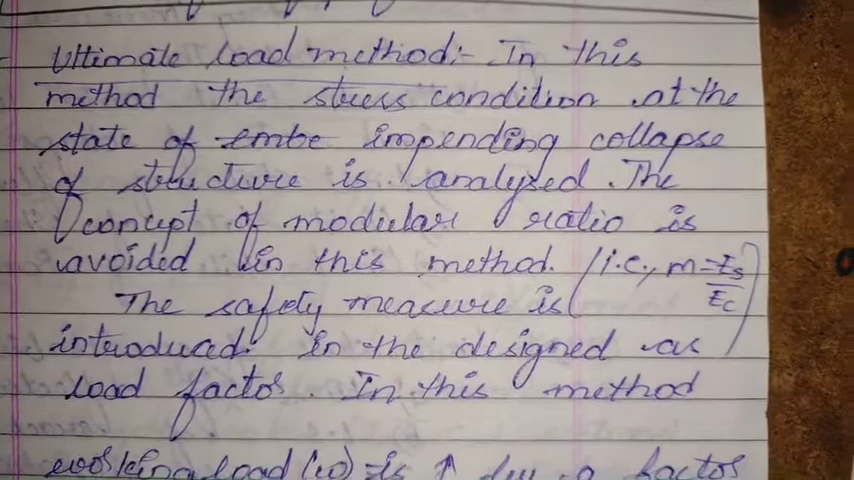 Ultimate load method:- In this
method the stress condition at the
state of embe impending collapse
of structure is analysed. The
concept of modular ratio is
avoided in this method. (i.e., m = Es/Ec)
The safety measure is
introduced in the designed as
load factor. In this method
working load (w) is ↑ factor